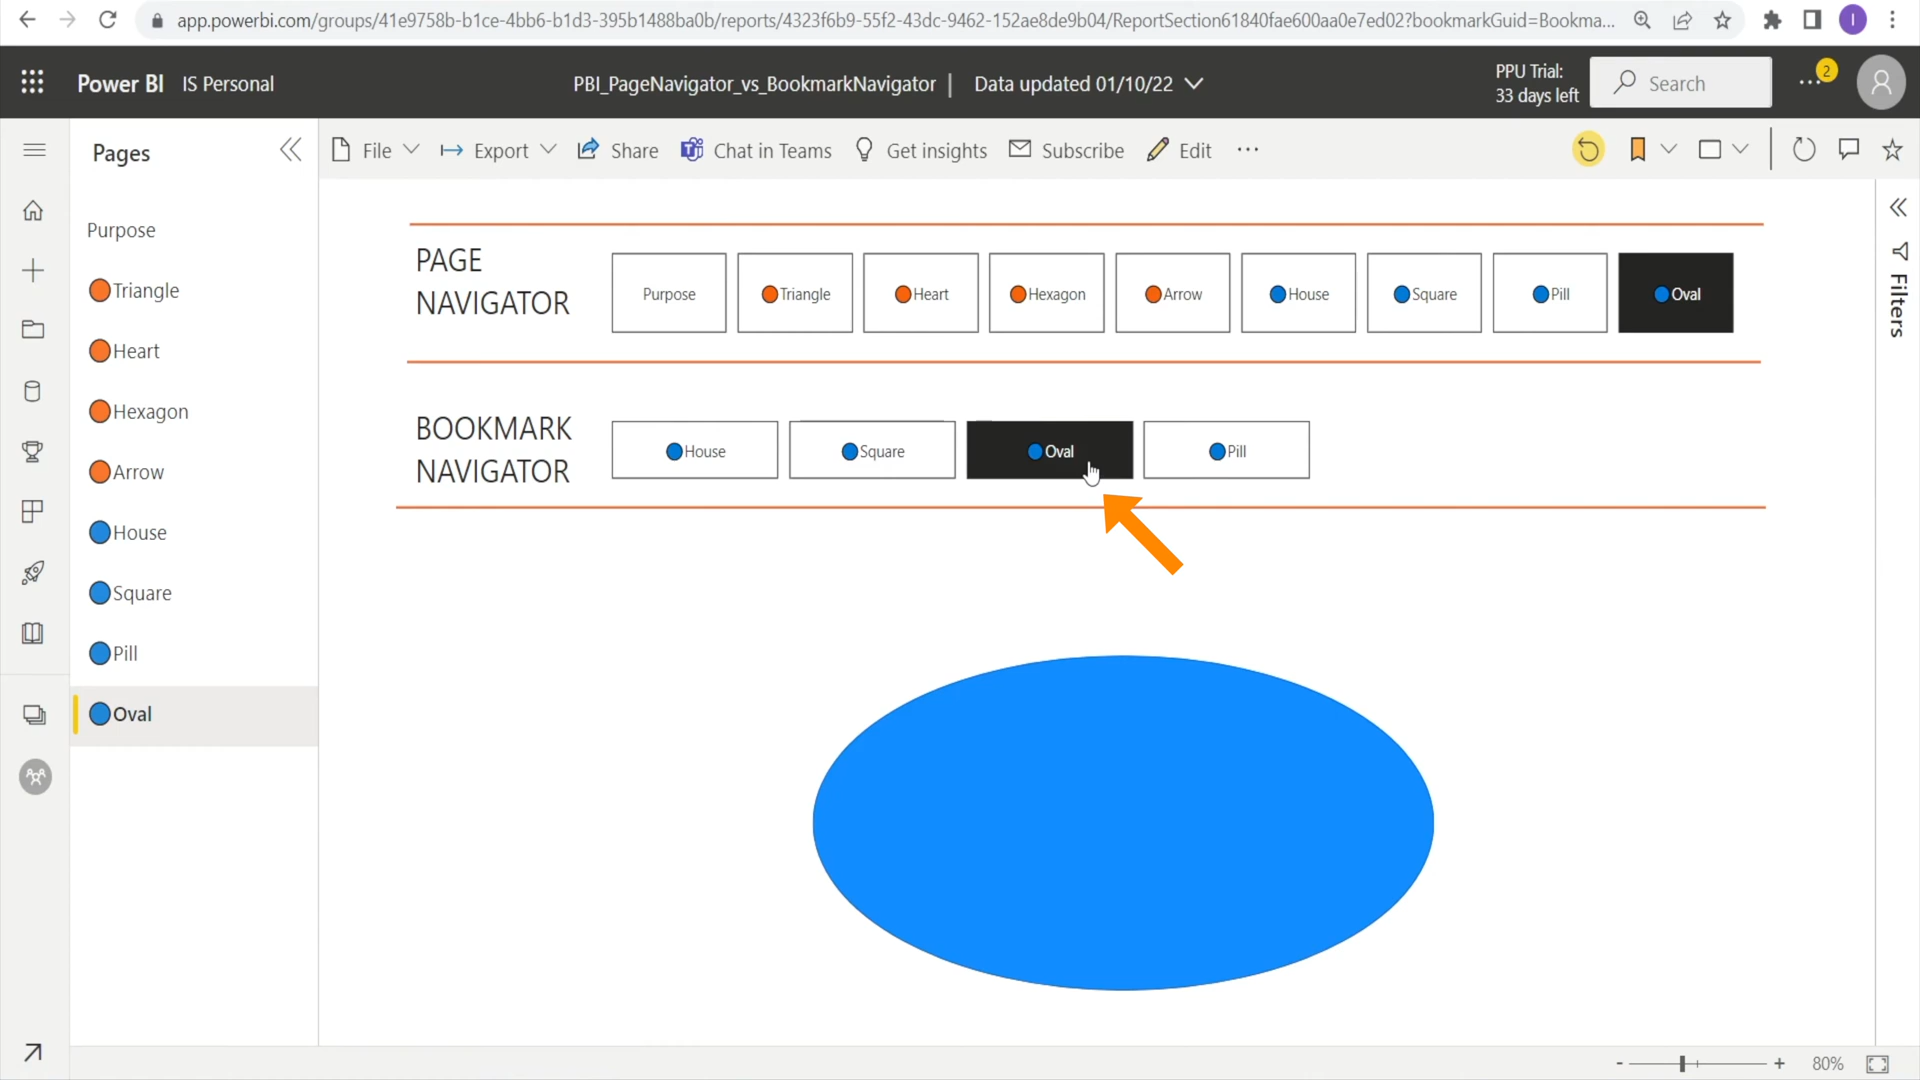 app.powerbi.com/groups/41e9758b-b1ce-4bb6-b1d3-395b1488ba0b/reports/4323f6b9-55f2-43dc-9462-152ae8de9b04/ReportSection61840fae600aa0e7ed02?bookmarkGuid=Bookma...
I
Power BI IS Personal
PBI_PageNavigator_vs_BookmarkNavigator | Data updated 01/10/22
PPU Trial:
33 days left
Search
2
Pages
File Export Share Chat in Teams Get insights Subscribe Edit
Purpose
Triangle
Heart
Hexagon
Arrow
House
Square
Pill
Oval
PAGE
NAVIGATOR
Purpose Triangle Heart Hexagon Arrow House Square Pill Oval
BOOKMARK
NAVIGATOR
House Square Oval Pill
Filters
- + 80%